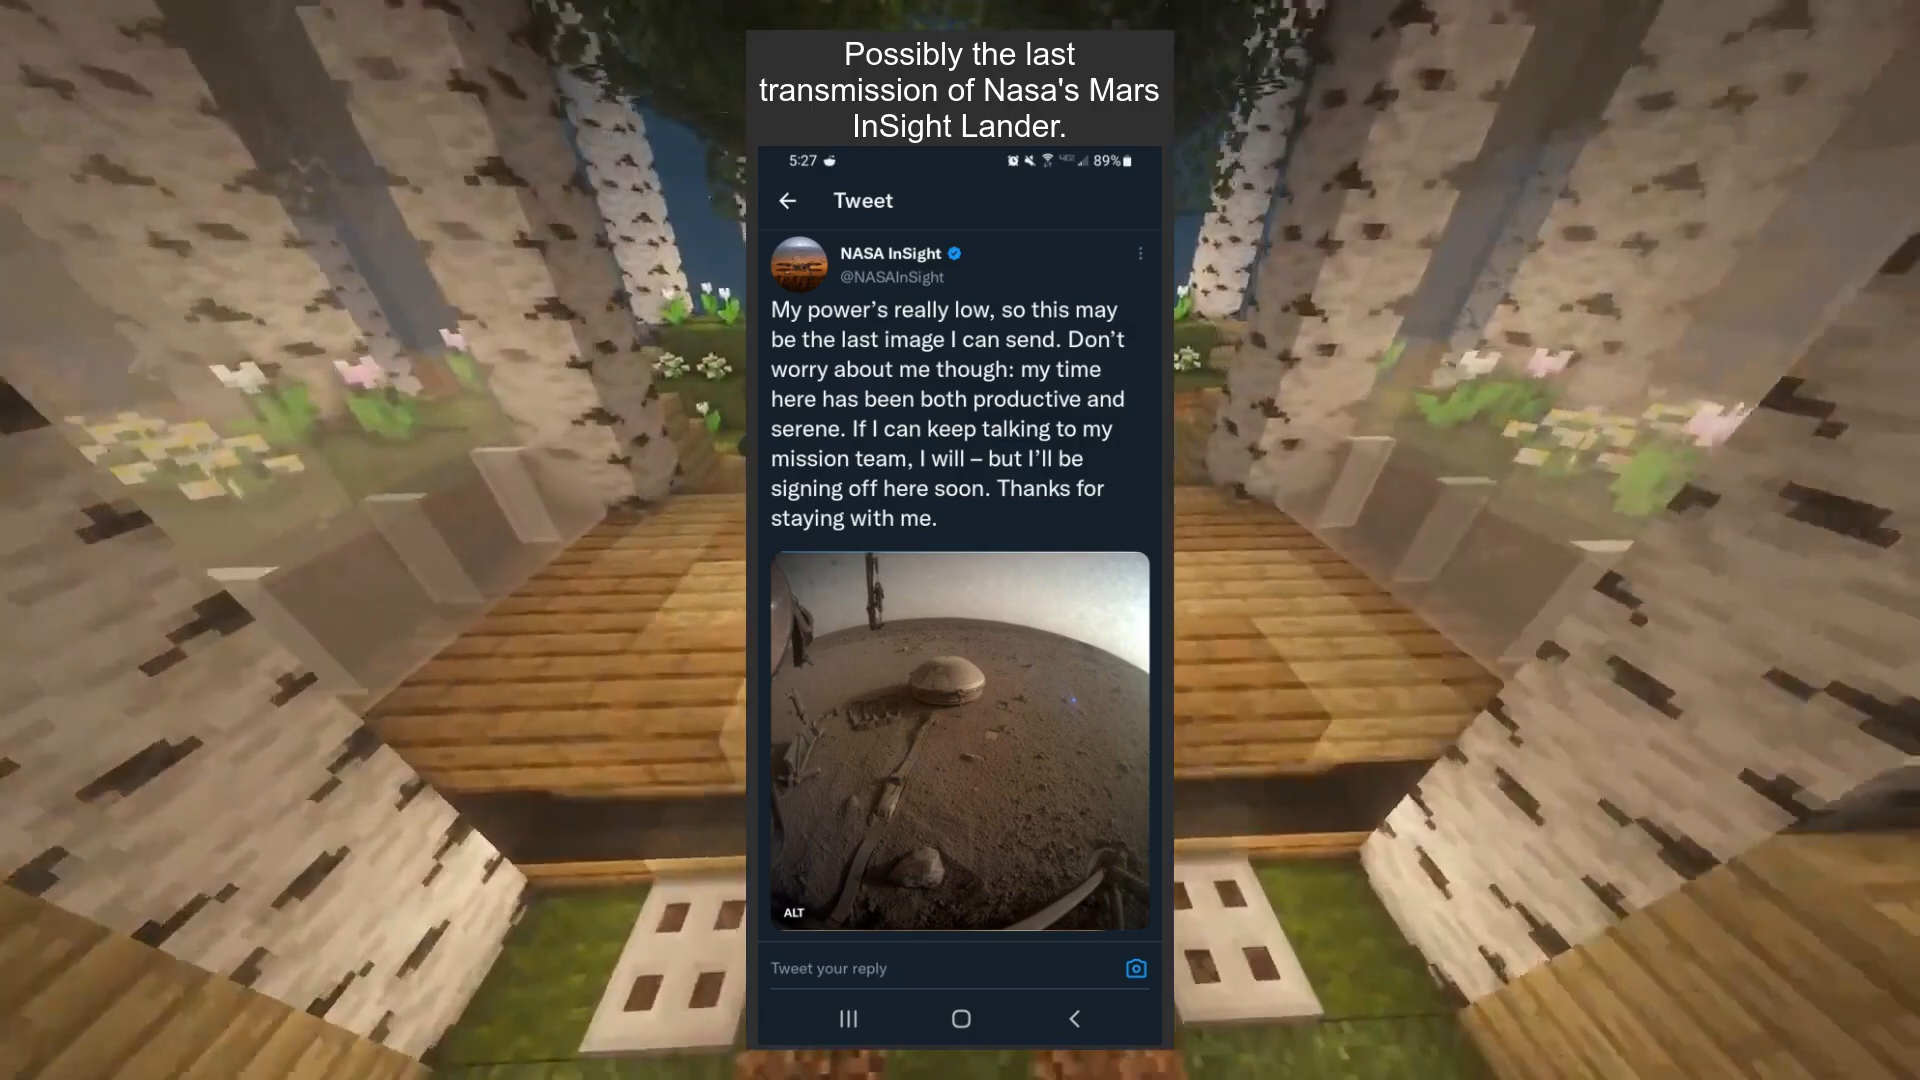 Possibly the last
transmission of Nasa's Mars
InSight Lander.
5:27
89%
Tweet
NASA InSight
@NASAInSight
My power’s really low, so this may
be the last image I can send. Don’t
worry about me though: my time
here has been both productive and
serene. If I can keep talking to my
mission team, I will – but I’ll be
signing off here soon. Thanks for
staying with me.
ALT
Tweet your reply